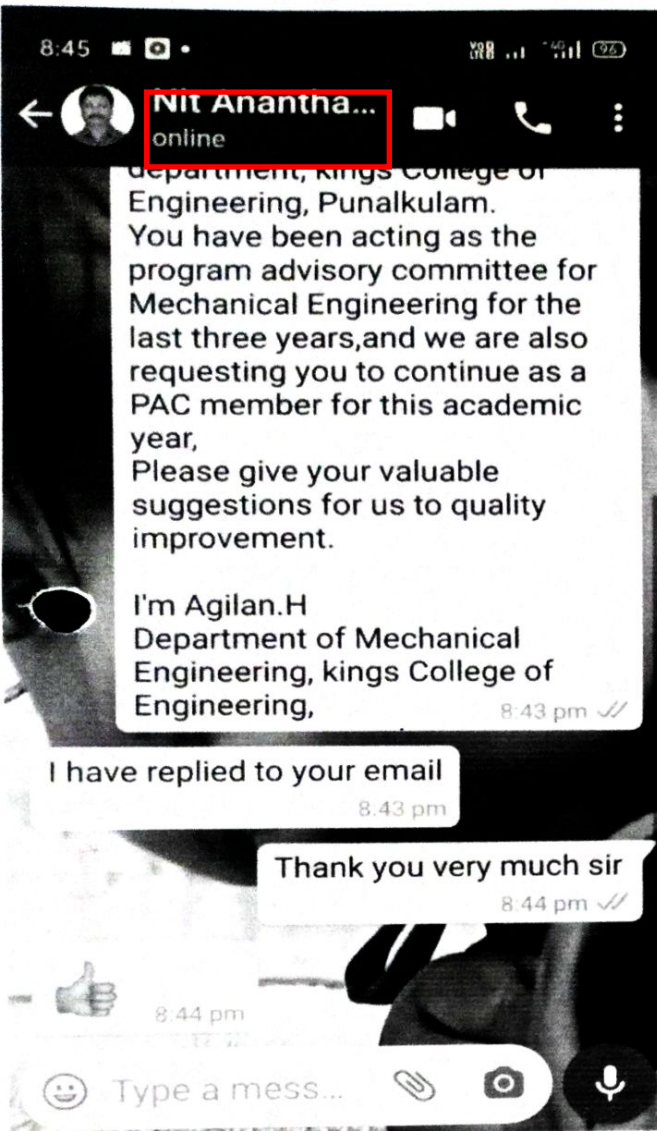 8:45
96
Nit Anantha...
online
department, kings College of
Engineering, Punalkulam.
You have been acting as the
program advisory committee for
Mechanical Engineering for the
last three years,and we are also
requesting you to continue as a
PAC member for this academic
year,
Please give your valuable
suggestions for us to quality
improvement.
I'm Agilan.H
Department of Mechanical
Engineering, kings College of
Engineering,
8:43 pm
I have replied to your email
8:43 pm
Thank you very much sir
8:44 pm
8:44 pm
Type a mess...